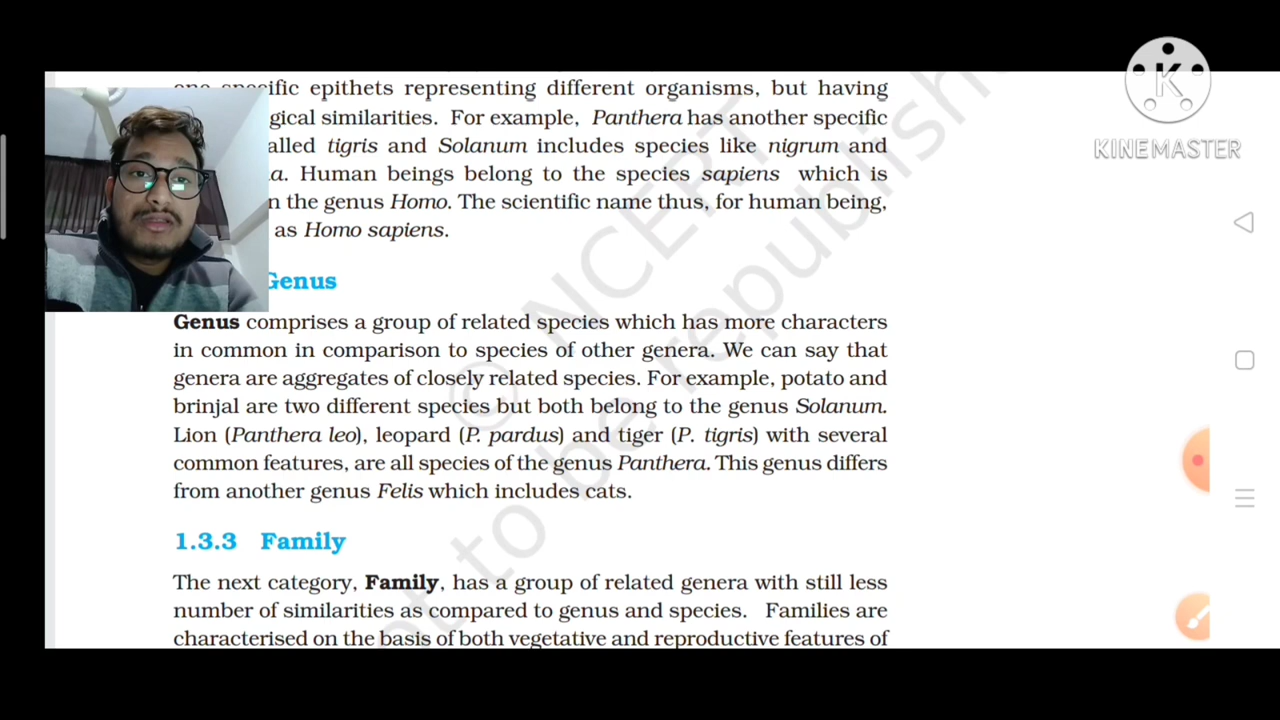 specific epithets representing different organisms, but having
gical similarities. For example, Panthera has another specific
alled tigris and Solanum includes species like nigrum and
a. Human beings belong to the species sapiens which is
n the genus Homo. The scientific name thus, for human being,
as Homo sapiens.
Genus
Genus comprises a group of related species which has more characters
in common in comparison to species of other genera. We can say that
genera are aggregates of closely related species. For example, potato and
brinjal are two different species but both belong to the genus Solanum.
Lion (Panthera leo), leopard (P. pardus) and tiger (P. tigris) with several
common features, are all species of the genus Panthera. This genus differs
from another genus Felis which includes cats.
1.3.3 Family
The next category, Family, has a group of related genera with still less
number of similarities as compared to genus and species. Families are
characterised on the basis of both vegetative and reproductive features of
© NCERT
not to be republish
K
KINEMASTER